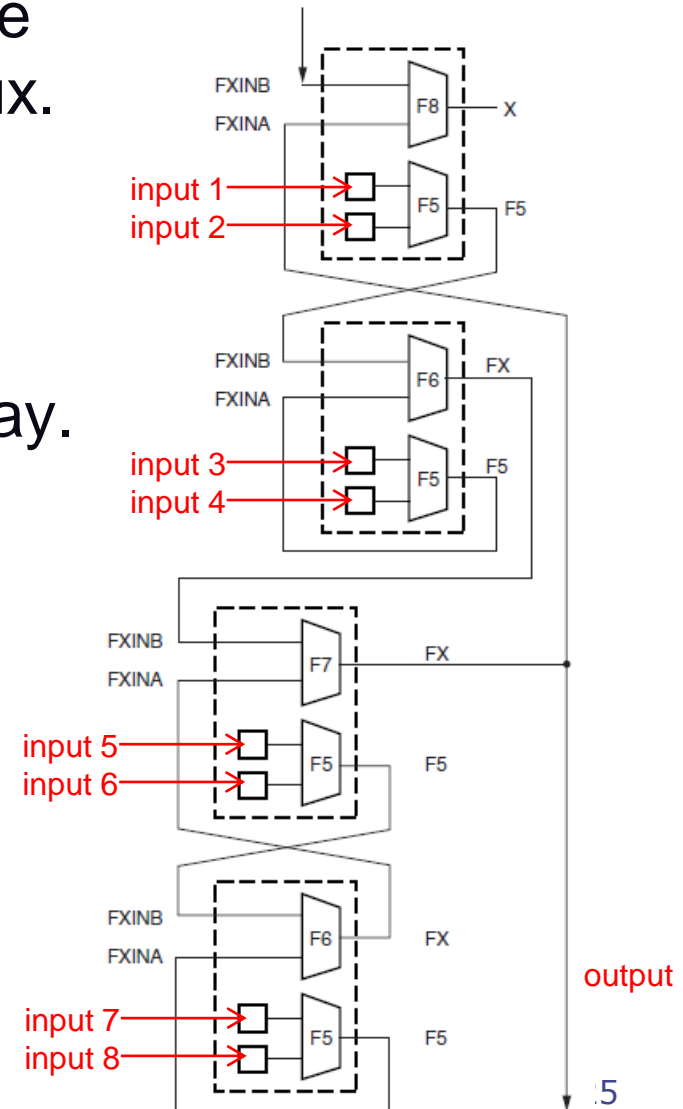 e
ux.
FXINB
F8
X
FXINA
input 1
F5
F5
input 2
FXINB
FX
F6
FXINA
ay.
input 3
F5
F5
input 4
FXINB
FX
F7
FXINA
input 5
F5
F5
input 6
FXINB
F6
FX
FXINA
output
input 7
F5
F5
input 8
:5